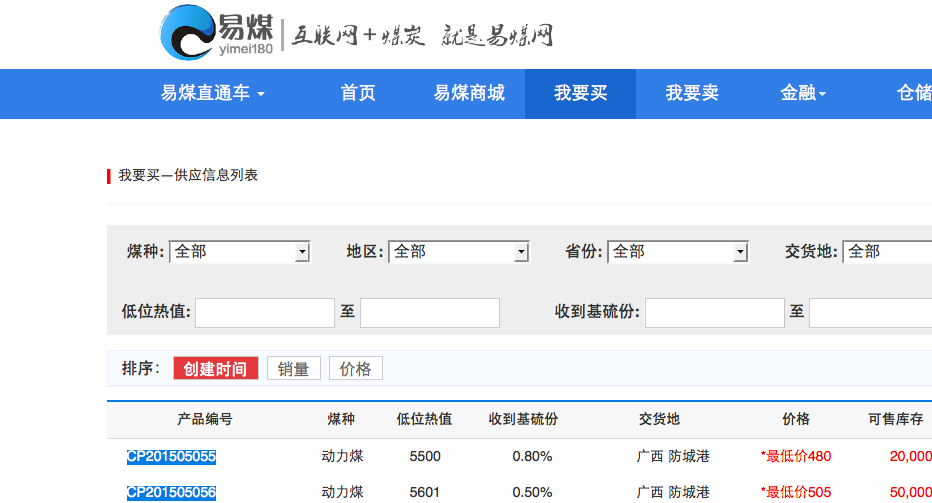 易煤
yimei180
互联网+煤炭 就是易煤网
易煤直通车 首页 易煤商城 我要买 我要卖 金融 仓储
我要买—供应信息列表
煤种: 全部 地区: 全部 省份: 全部 交货地: 全部
低位热值: 至 收到基硫份: 至
排序: 创建时间 销量 价格
产品编号 煤种 低位热值 收到基硫份 交货地 价格 可售库存
CP201505055 动力煤 5500 0.80% 广西 防城港 *最低价480 20,000
CP201505056 动力煤 5601 0.50% 广西 防城港 *最低价505 50,000